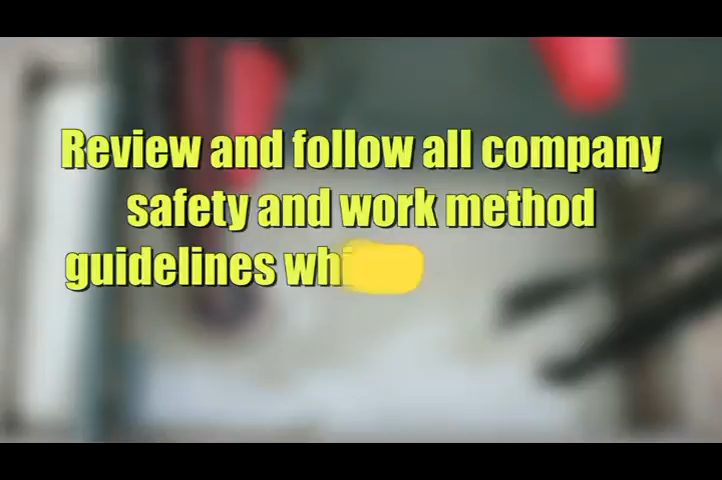 Review and follow all company
safety and work method
guidelines